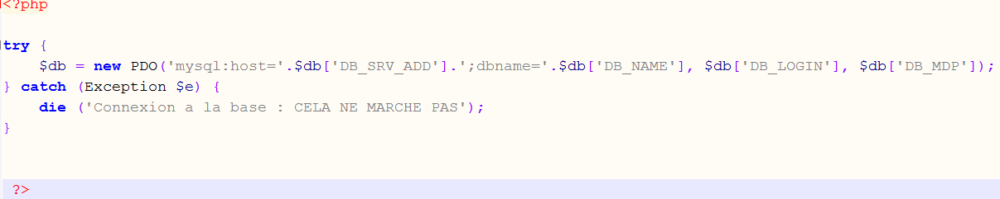 <?php
try {
$db = new PDO('mysql:host='.$db['DB_SRV_ADD'].';dbname='.$db['DB_NAME'], $db['DB_LOGIN'], $db['DB_MDP']);
} catch (Exception $e) {
die ('Connexion a la base : CELA NE MARCHE PAS');
}
?>